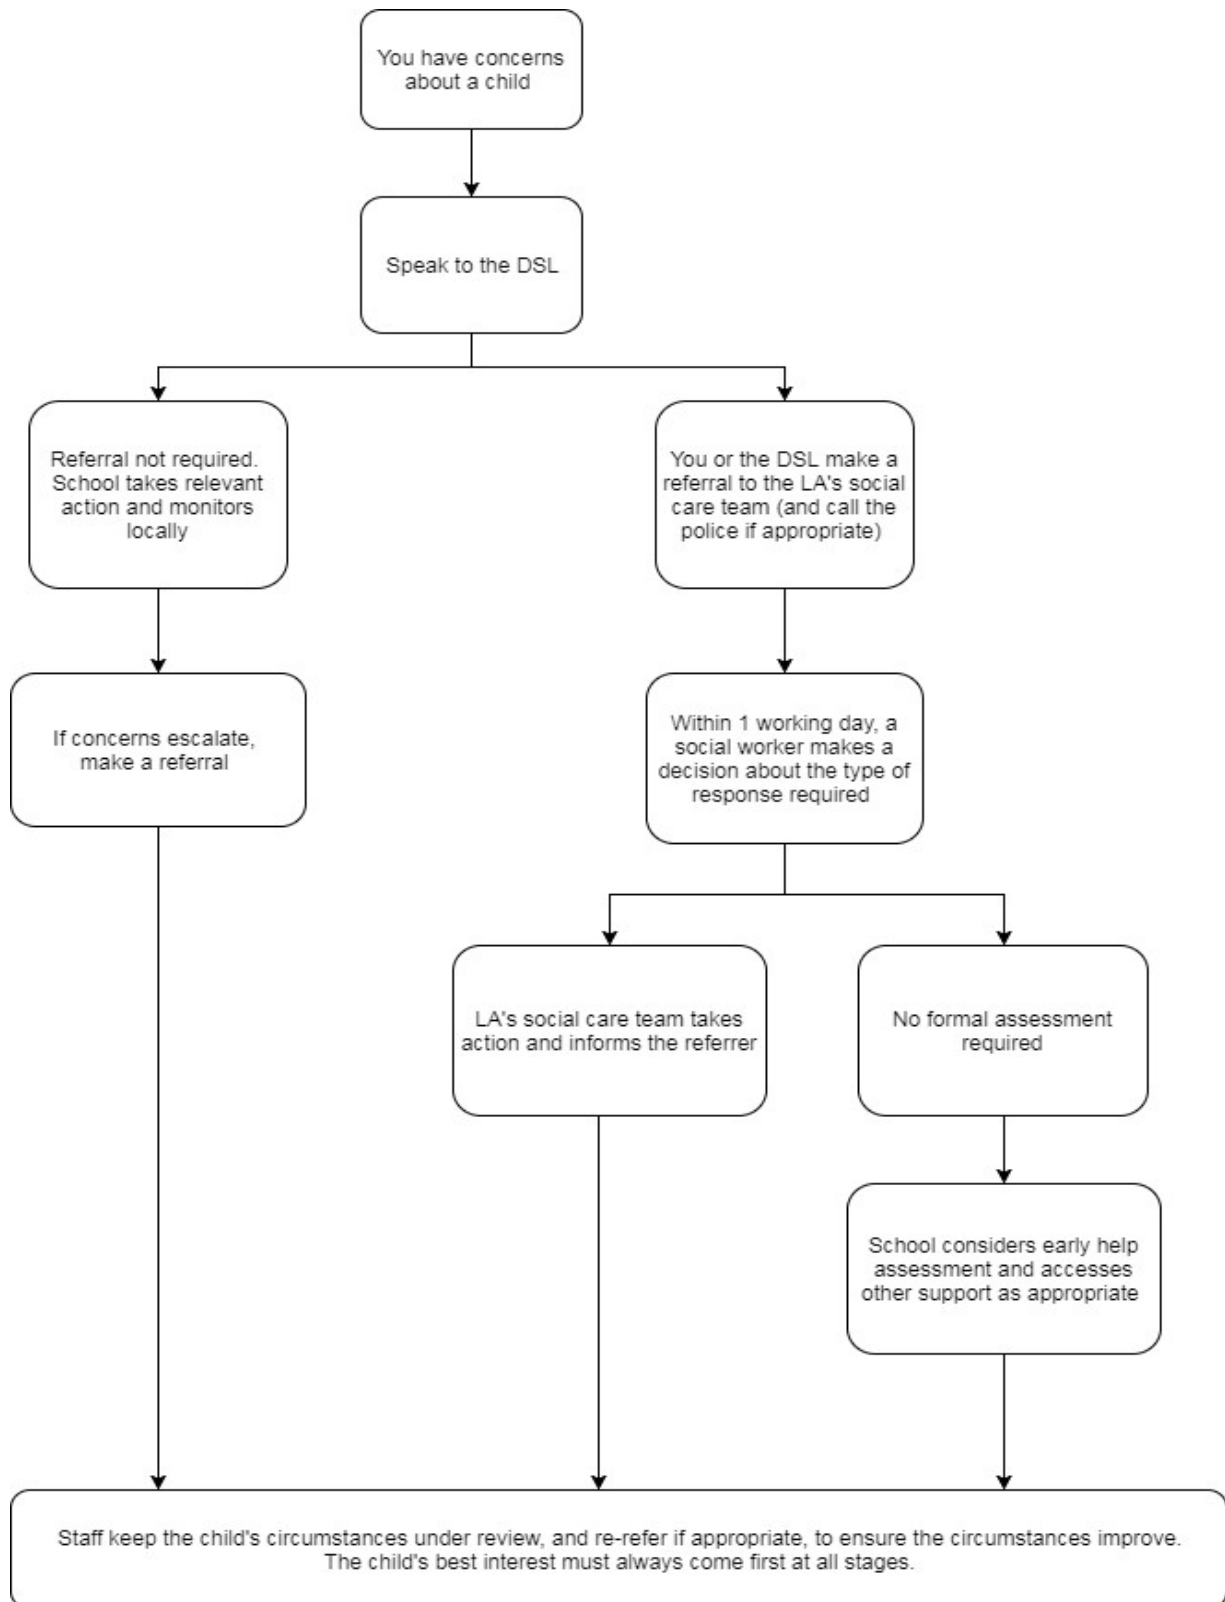 You have concerns
about a child
Speak to the DSL
Referral not required.
School takes relevant
action and monitors
locally
You or the DSL make a
referral to the LA's social
care team (and call the
police if appropriate)
If concerns escalate,
make a referral
Within 1 working day, a
social worker makes a
decision about the type of
response required
LA's social care team takes
action and informs the referrer
No formal assessment
required
School considers early help
assessment and accesses
other support as appropriate
Staff keep the child's circumstances under review, and re-refer if appropriate, to ensure the circumstances improve.
The child's best interest must always come first at all stages.